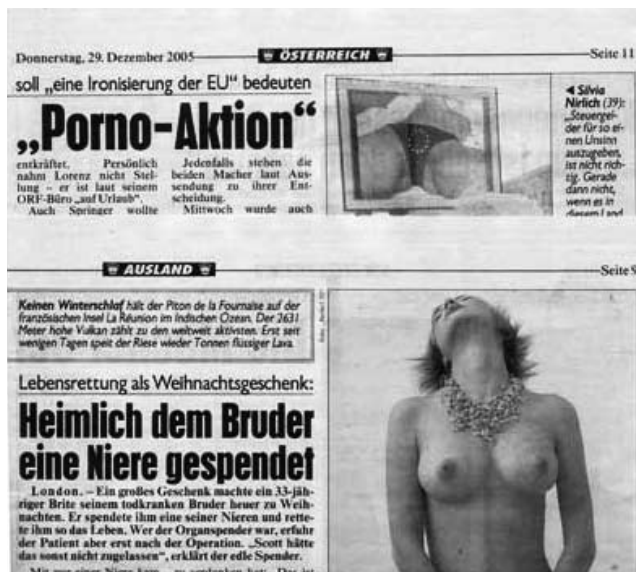 Donnerstag, 29. Dezember 2005
ÖSTERREICH
Seite 11
soll „eine Ironisierung der EU" bedeuten
„Porno-Aktion“
entkräftet. Persönlich
nahm Lorenz nicht Stel-
lung – er ist laut seinem
ORF-Büro „auf Urlaub“.
Auch Springer wollte
Jedenfalls stehen die
beiden Macher laut Aus-
sendung zu ihrer Ent-
scheidung.
Mittwoch wurde auch
◄ Silvia
Nirlich (39):
„Steuergel-
der für so ei-
nen Unsinn
auszugeben,
ist nicht rich-
tig. Gerade
dann nicht,
wenn es in
diesem Land
AUSLAND
Seite 9
Keinen Winterschlaf hält der Piton de la Fournaise auf der
französischen Insel La Réunion im Indischen Ozean. Der 2631
Meter hohe Vulkan zählt zu den weltweit aktivsten. Erst seit
wenigen Tagen speit der Riese wieder Tonnen flüssiger Lava.
Lebensrettung als Weihnachtsgeschenk:
Heimlich dem Bruder
eine Niere gespendet
London. – Ein großes Geschenk machte ein 33-jäh-
riger Brite seinem todkranken Bruder heuer zu Weih-
nachten. Er spendete ihm eine seiner Nieren und rette-
te ihm so das Leben. Wer der Organspender war, erfuhr
der Patient aber erst nach der Operation. „Scott hätte
das sonst nicht zugelassen“, erklärt der edle Spender.